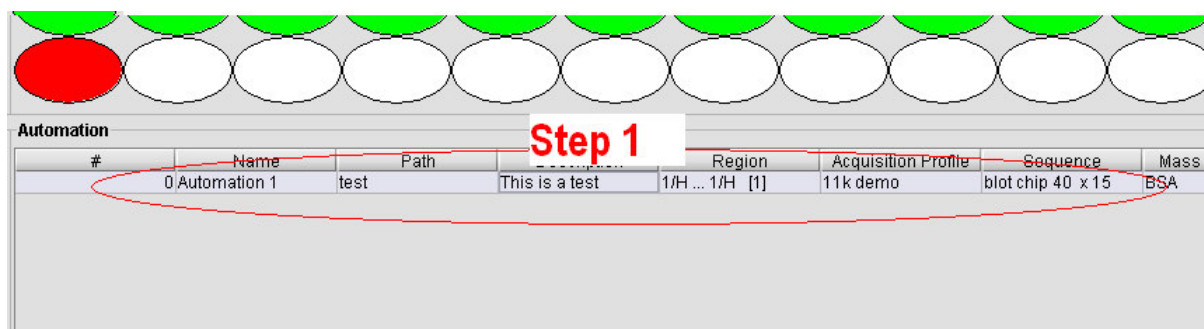 Automation
Step 1
# Name Path Description Region Acquisition Profile Sequence Mass
0 Automation 1 test This is a test 1/H ... 1/H [1] 11k demo blot chip 40 x 15 BSA